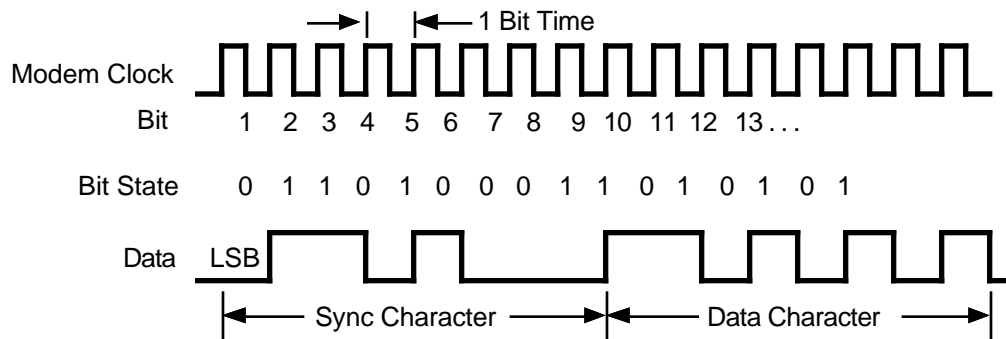 1 Bit Time
Modem Clock
Bit 1 2 3 4 5 6 7 8 9 10 11 12 13 . . .
Bit State 0 1 1 0 1 0 0 0 1 1 0 1 0 1 0 1
Data LSB
Sync Character Data Character